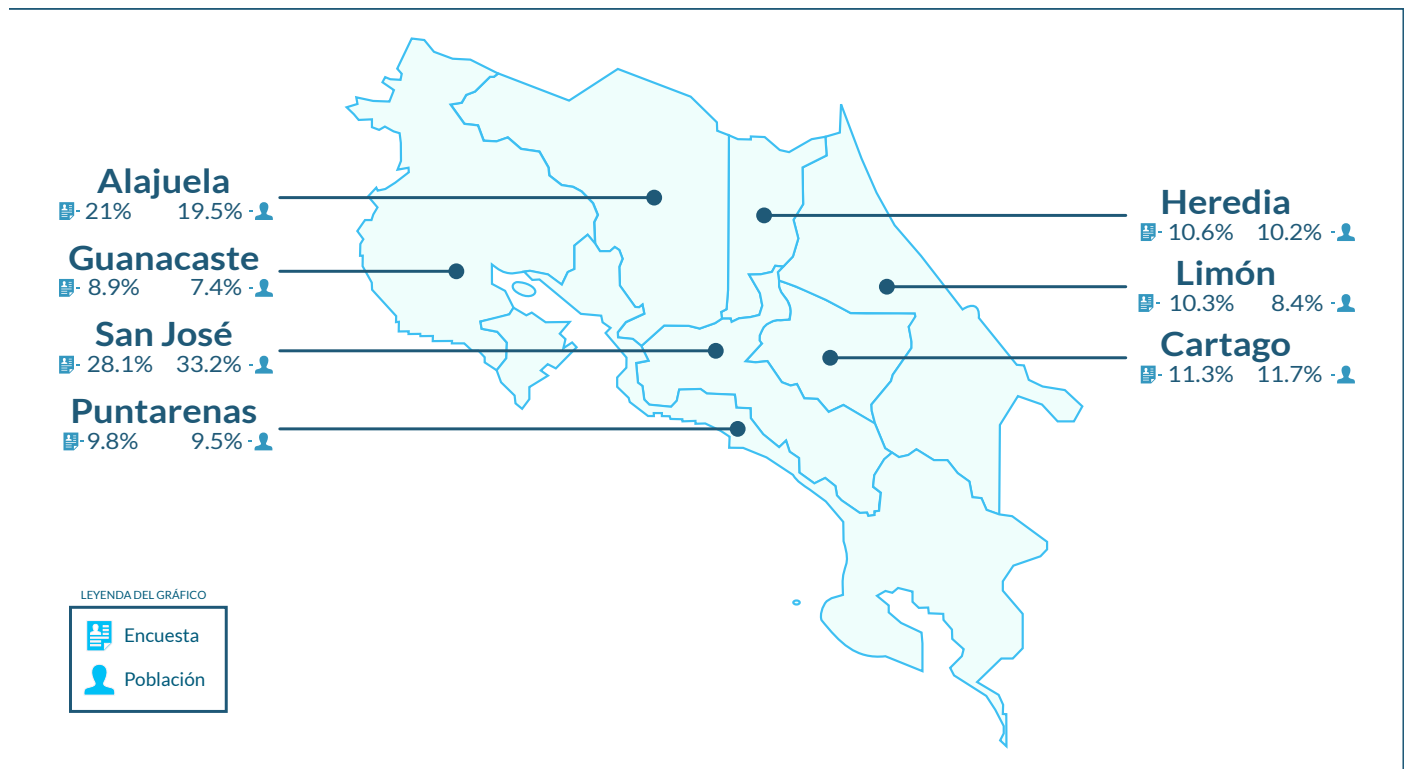 Alajuela
21% 19.5%
Guanacaste
8.9% 7.4%
San José
28.1% 33.2%
Puntarenas
9.8% 9.5%
Heredia
10.6% 10.2%
Limón
10.3% 8.4%
Cartago
11.3% 11.7%
LEYENDA DEL GRÁFICO
Encuesta
Población